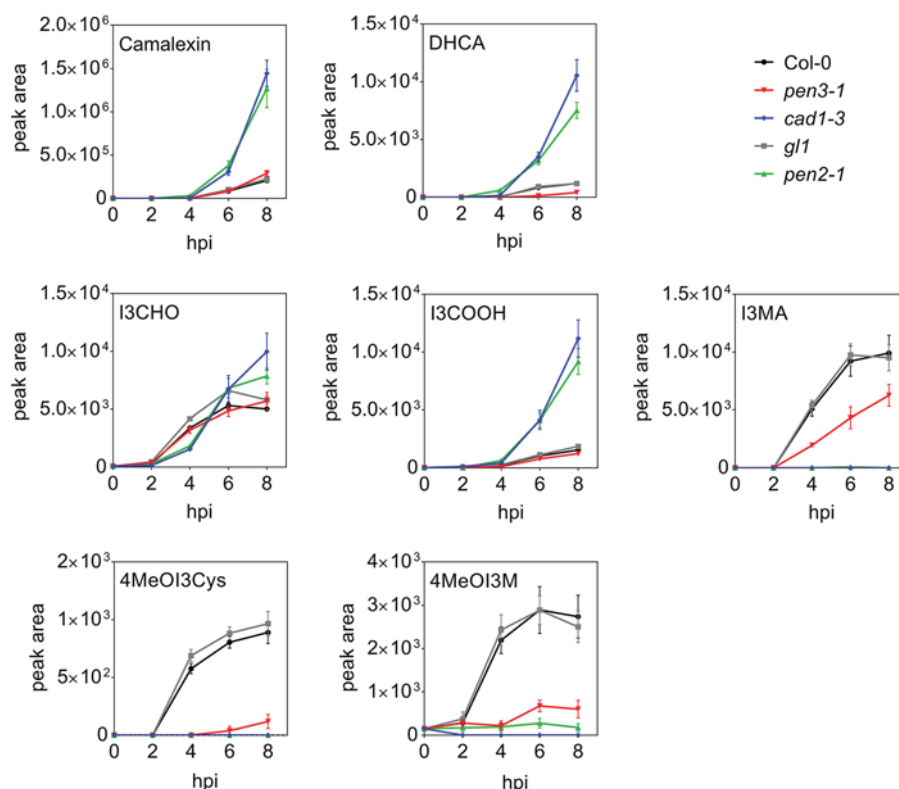 Camalexin
peak area
2.0×10⁶
1.5×10⁶
1.0×10⁶
5.0×10⁵
0
0 2 4 6 8
hpi
DHCA
peak area
1.5×10⁴
1.0×10⁴
5.0×10³
0
0 2 4 6 8
hpi
Col-0
pen3-1
cad1-3
gl1
pen2-1
I3CHO
peak area
1.5×10⁴
1.0×10⁴
5.0×10³
0
0 2 4 6 8
hpi
I3COOH
peak area
1.5×10⁴
1.0×10⁴
5.0×10³
0
0 2 4 6 8
hpi
I3MA
peak area
1.5×10⁴
1.0×10⁴
5.0×10³
0
0 2 4 6 8
hpi
4MeOI3Cys
peak area
2×10³
1×10³
5×10²
0
0 2 4 6 8
hpi
4MeOI3M
peak area
4×10³
3×10³
2×10³
1×10³
0
0 2 4 6 8
hpi